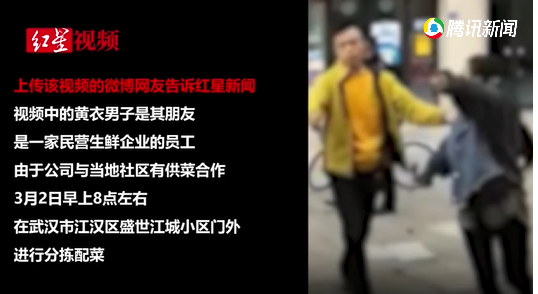 红星视频
腾讯新闻
上传该视频的微博网友告诉红星新闻
视频中的黄衣男子是其朋友
是一家民营生鲜企业的员工
由于公司与当地社区有供菜合作
3月2日早上8点左右
在武汉市江汉区盛世江城小区门外
进行分拣配菜